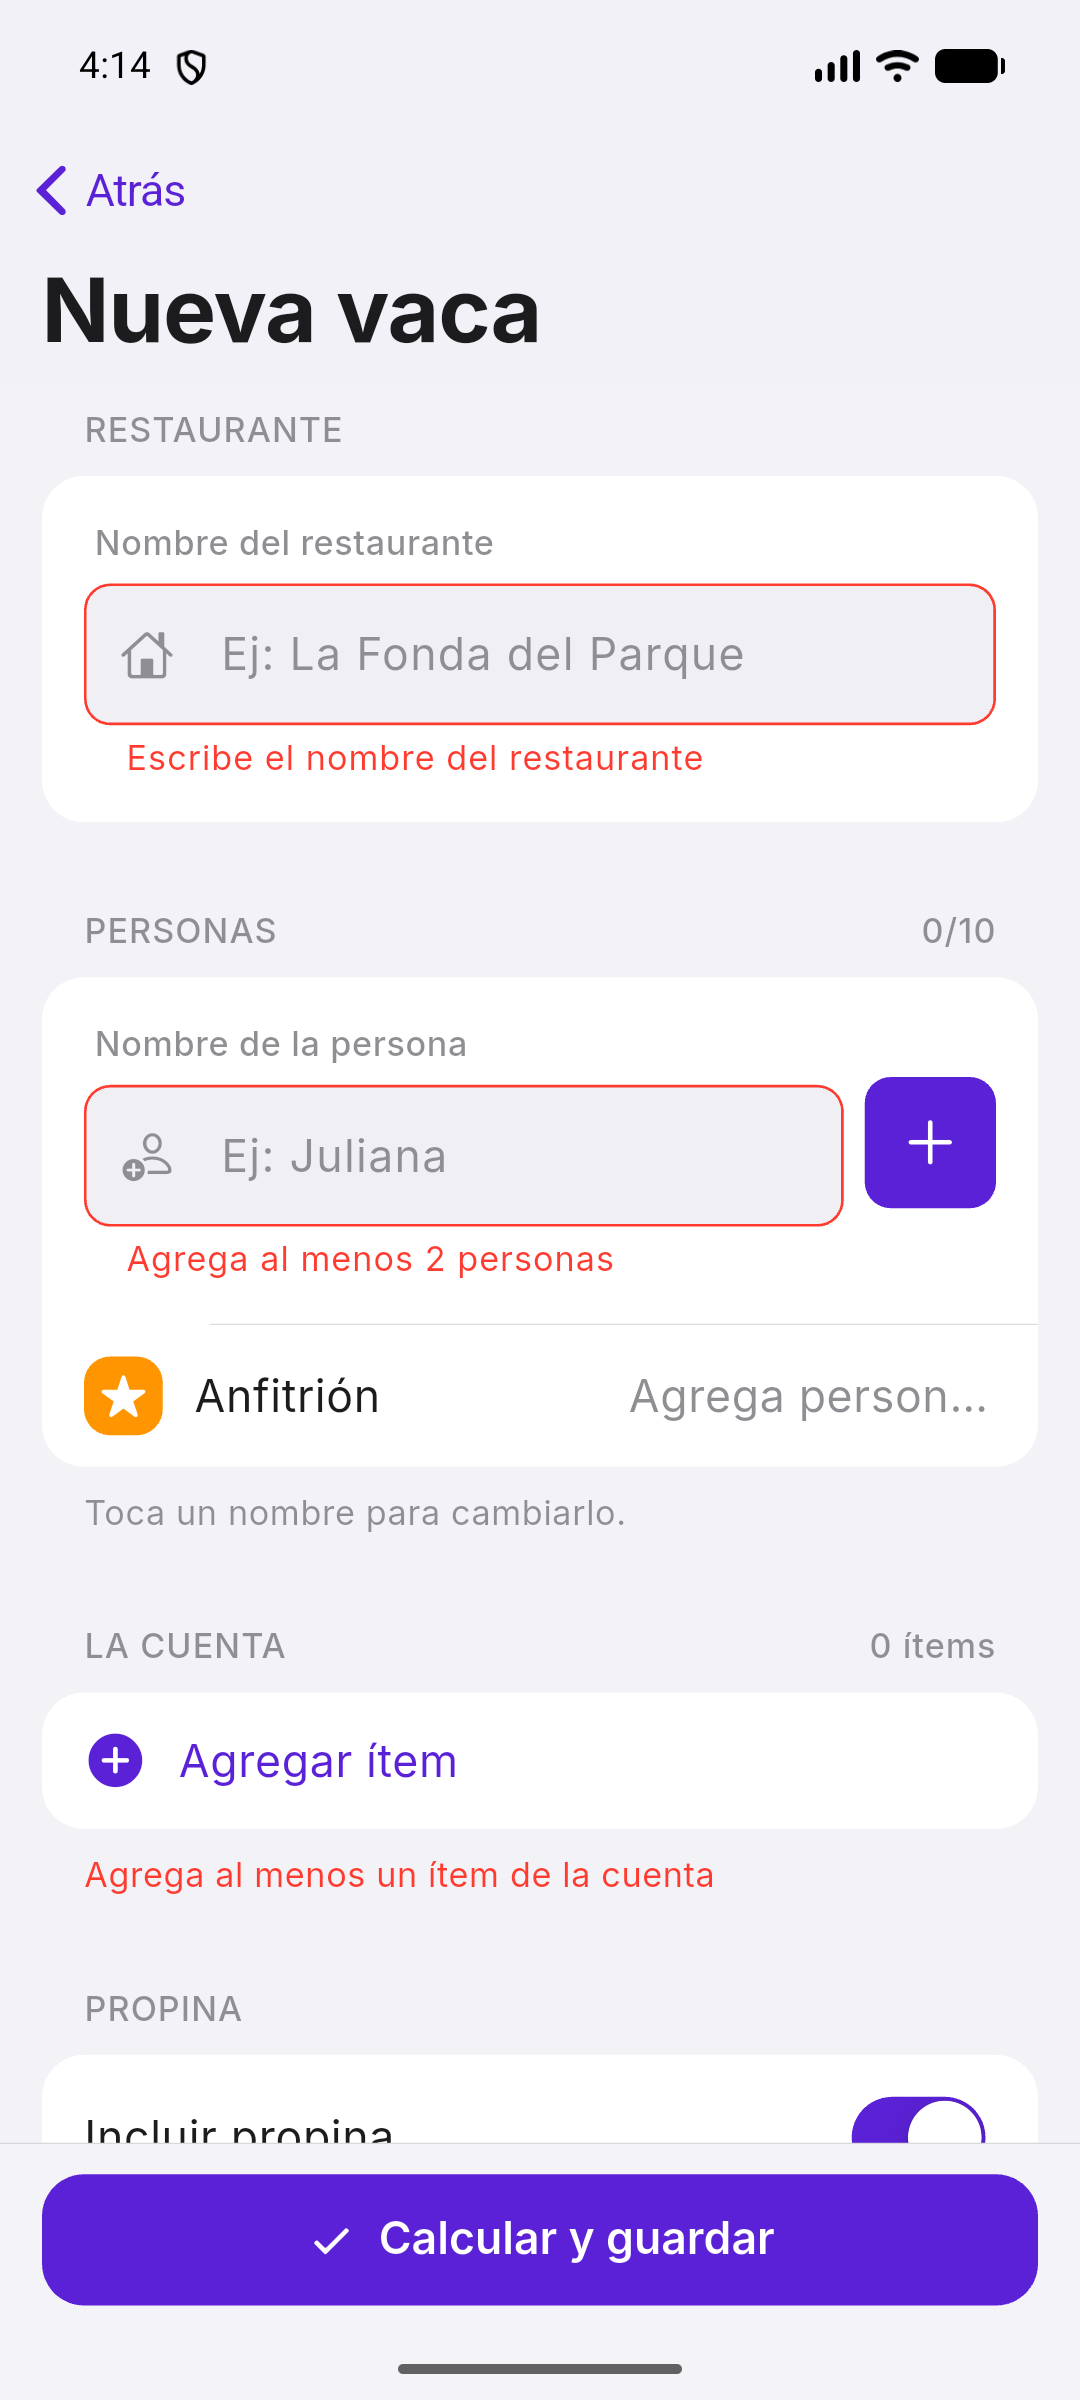 4:14
Atrás
Nueva vaca
RESTAURANTE
Nombre del restaurante
Ej: La Fonda del Parque
Escribe el nombre del restaurante
PERSONAS 0/10
Nombre de la persona
Ej: Juliana
Agrega al menos 2 personas
Anfitrión Agrega person...
Toca un nombre para cambiarlo.
LA CUENTA 0 ítems
Agregar ítem
Agrega al menos un ítem de la cuenta
PROPINA
Incluir propina
Calcular y guardar